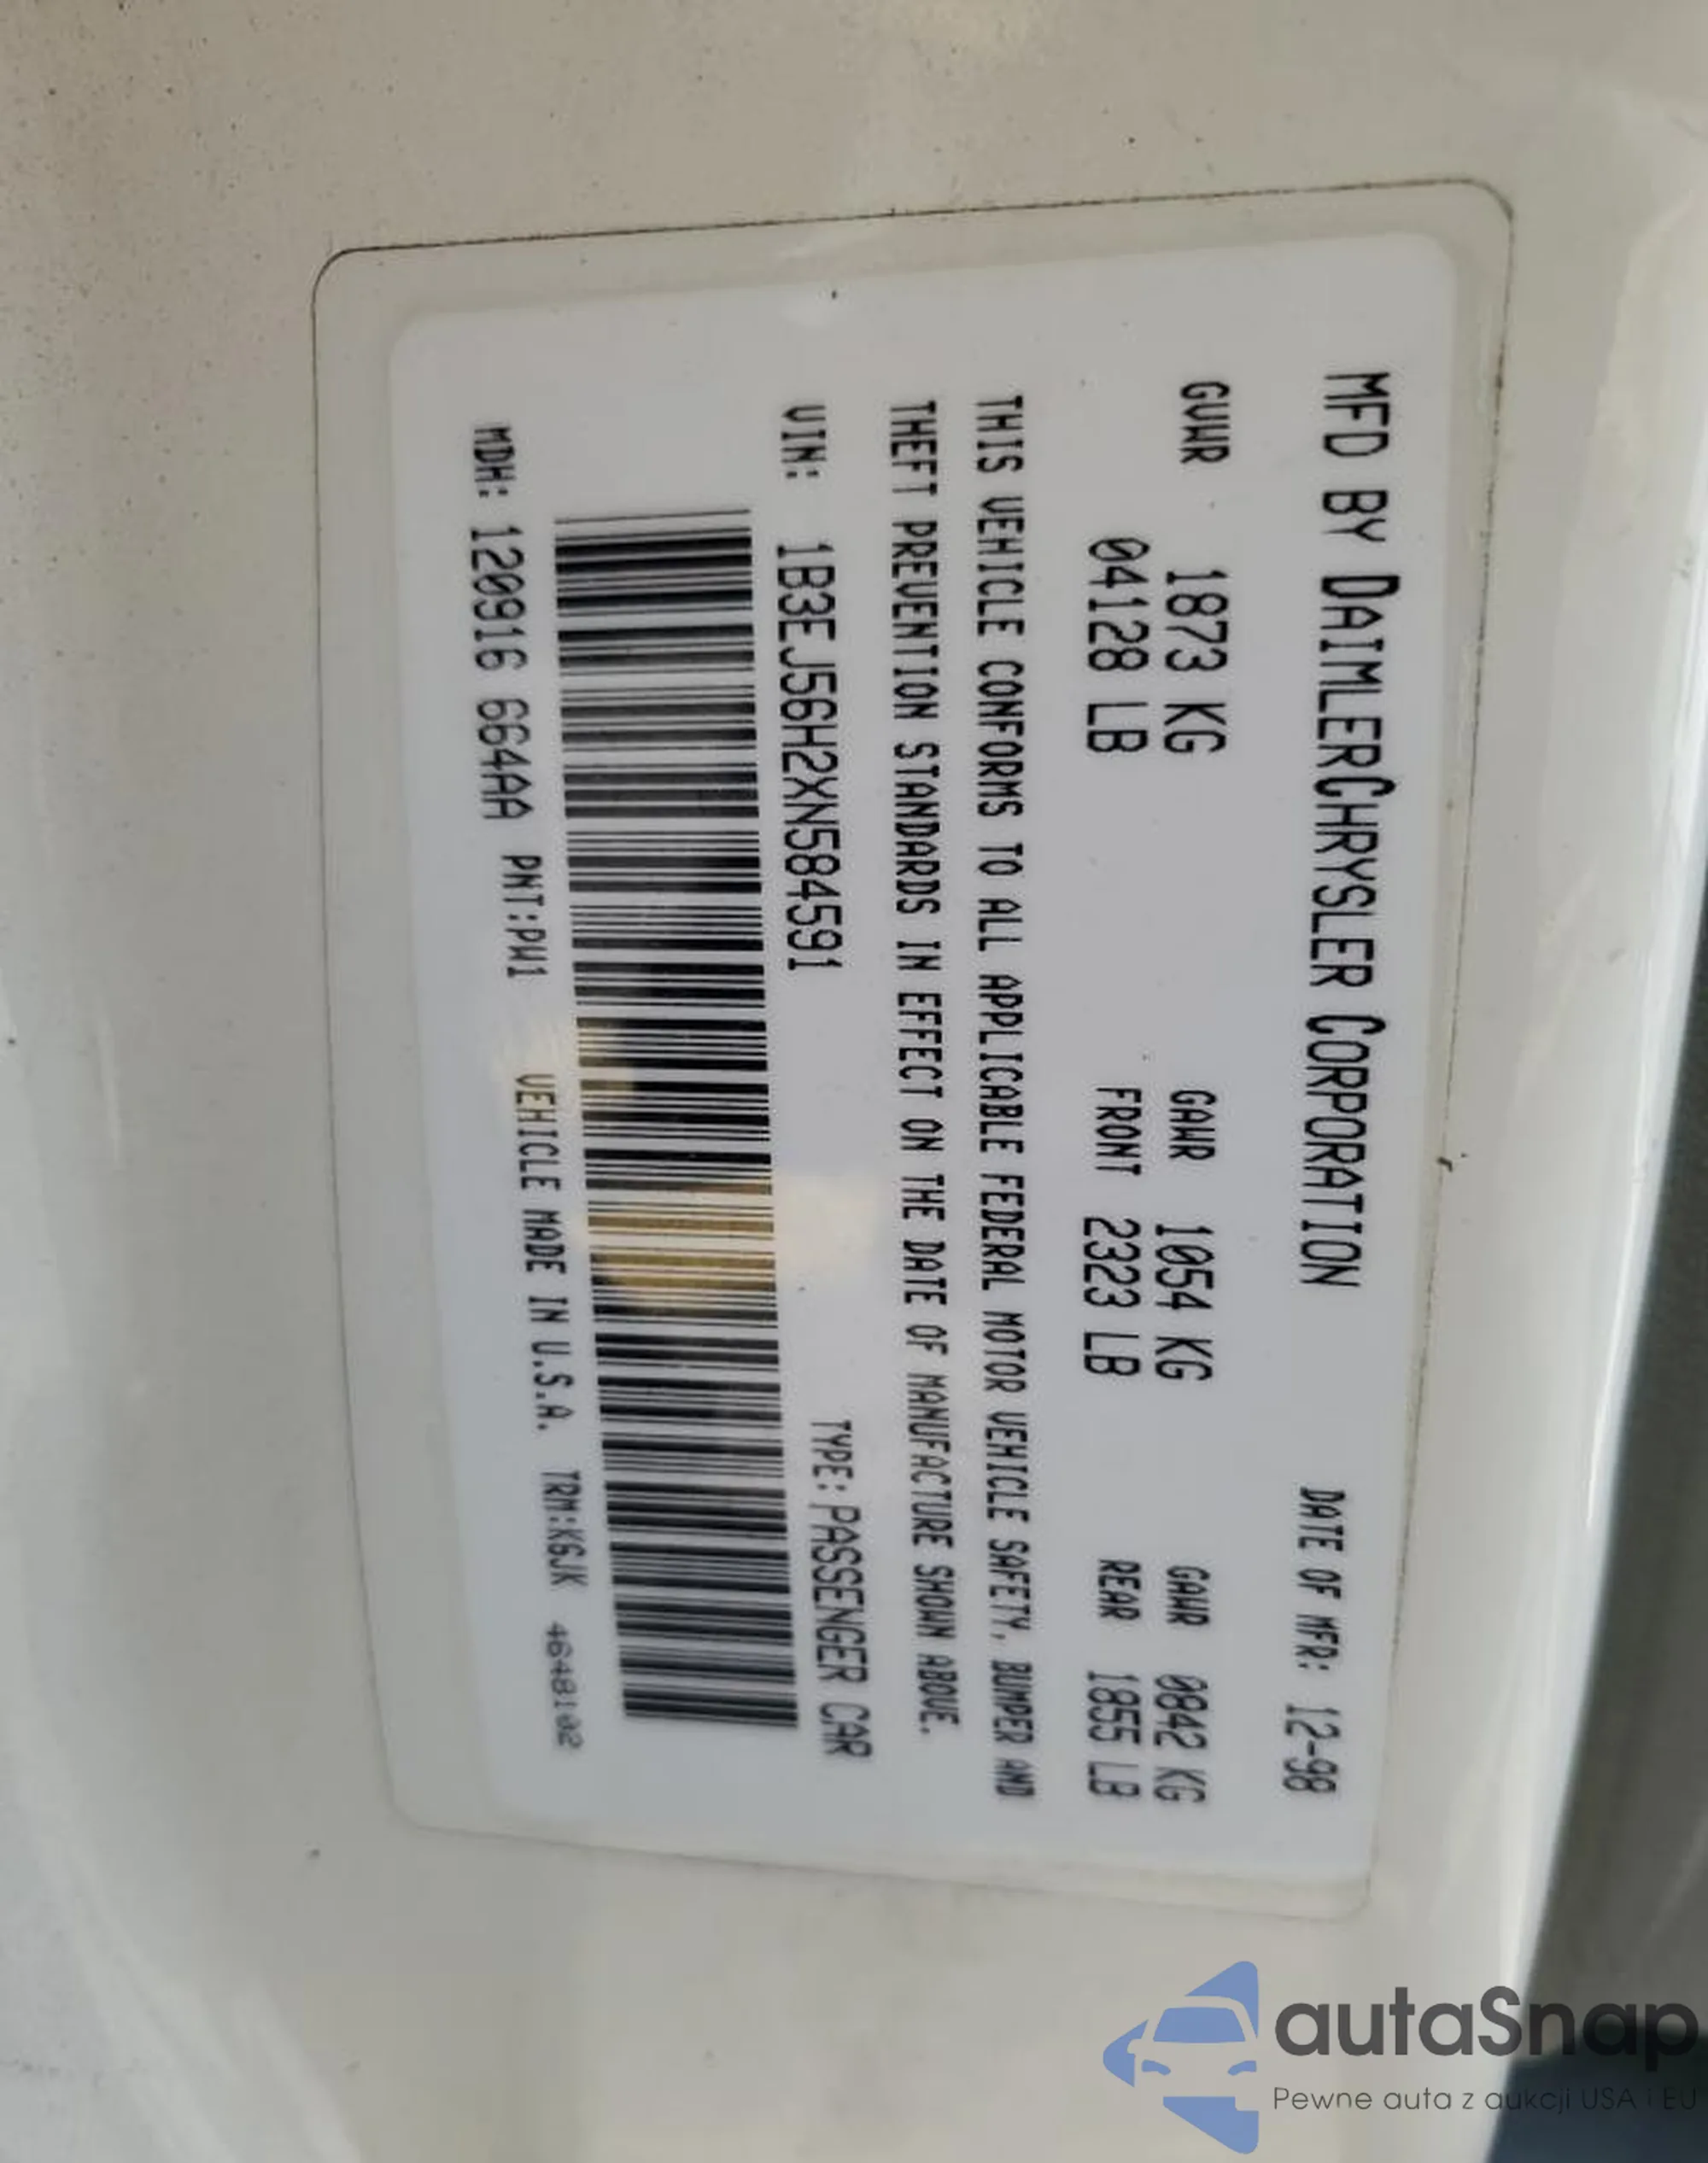 MFD BY DAIMLERCHRYSLER CORPORATION DATE OF MFR: 12-98
GVWR 1873 KG GAWR 1054 KG GAWR 0842 KG
04128 LB FRONT 2323 LB REAR 1855 LB
THIS VEHICLE CONFORMS TO ALL APPLICABLE FEDERAL MOTOR VEHICLE SAFETY, BUMPER AND
THEFT PREVENTION STANDARDS IN EFFECT ON THE DATE OF MANUFACTURE SHOWN ABOVE.
VIN: 1B3EJ56H2XN584591 TYPE: PASSENGER CAR
MDH: 120916 664AA PNT:PW1 VEHICLE MADE IN U.S.A. TRM:K6JK 4648102
autaSnap
Pewne auta z aukcji USA i EU